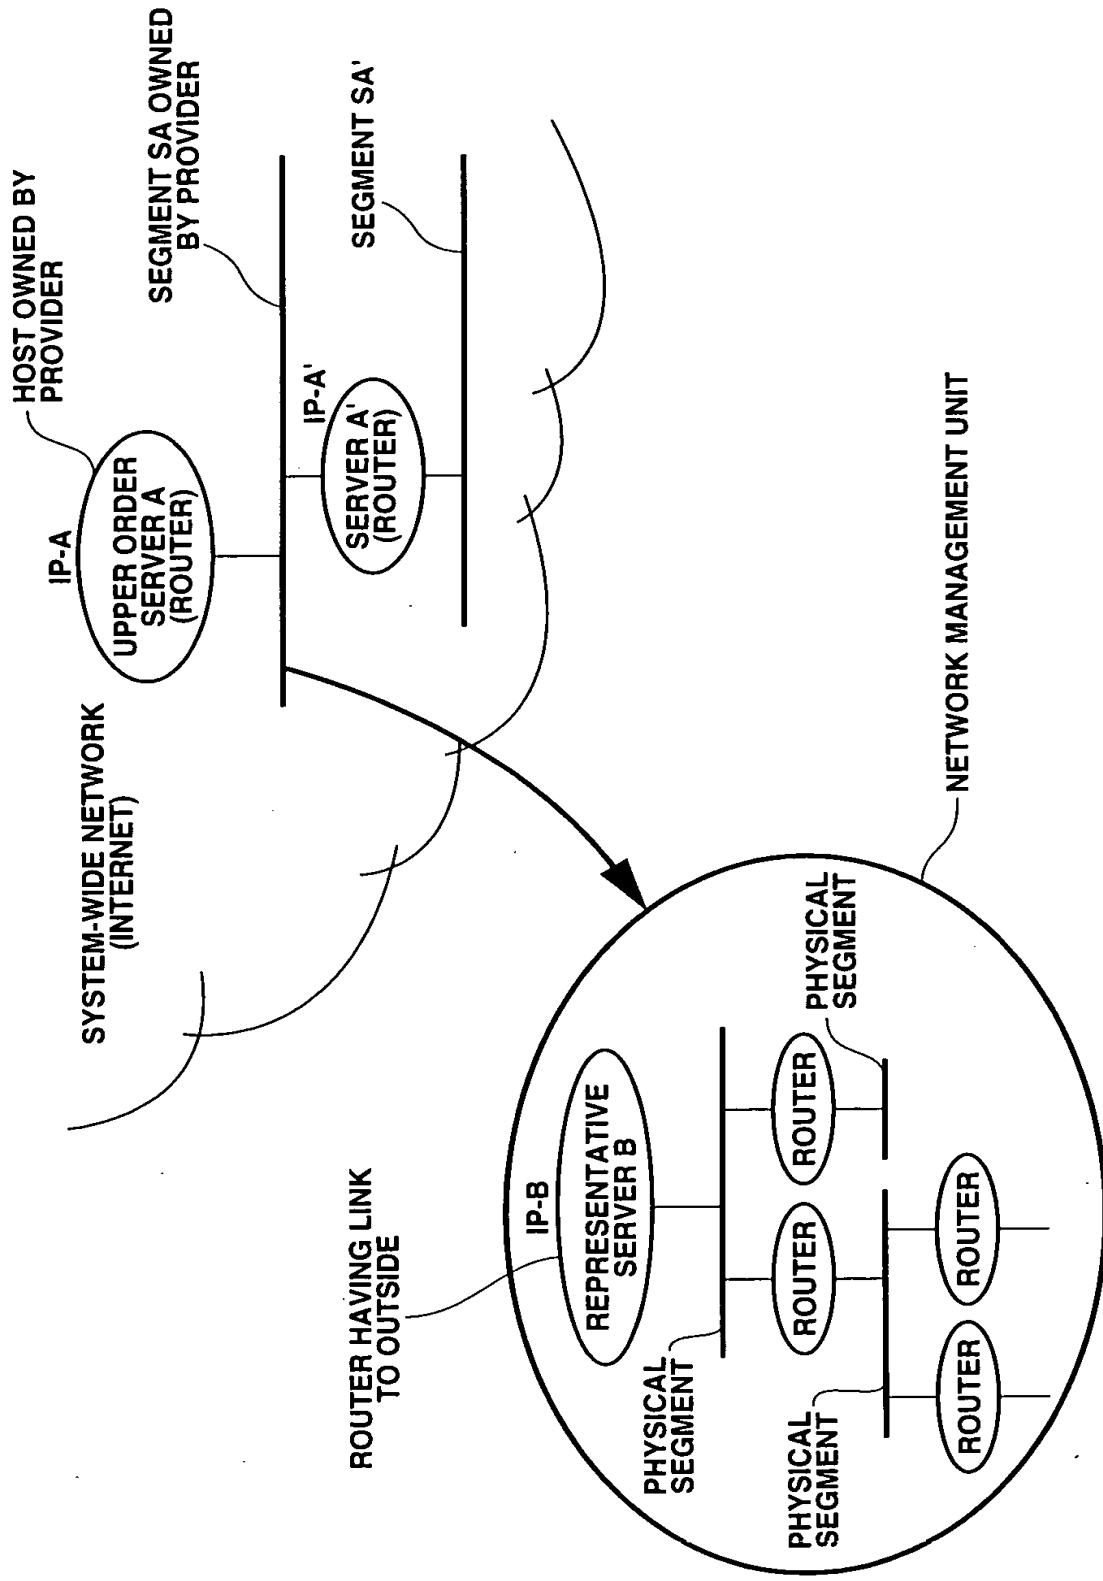 SYSTEM-WIDE NETWORK
(INTERNET)
IP-A
UPPER ORDER
SERVER A
(ROUTER)
HOST OWNED BY
PROVIDER
SEGMENT SA OWNED
BY PROVIDER
IP-A'
SERVER A'
(ROUTER)
SEGMENT SA'
ROUTER HAVING LINK
TO OUTSIDE
IP-B
REPRESENTATIVE
SERVER B
PHYSICAL
SEGMENT
ROUTER
ROUTER
PHYSICAL
SEGMENT
PHYSICAL
SEGMENT
ROUTER
ROUTER
NETWORK MANAGEMENT UNIT